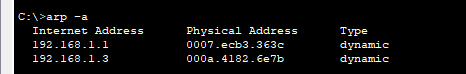 C:\>arp -a
Internet Address Physical Address Type
192.168.1.1 0007.ecb3.363c dynamic
192.168.1.3 000a.4182.6e7b dynamic